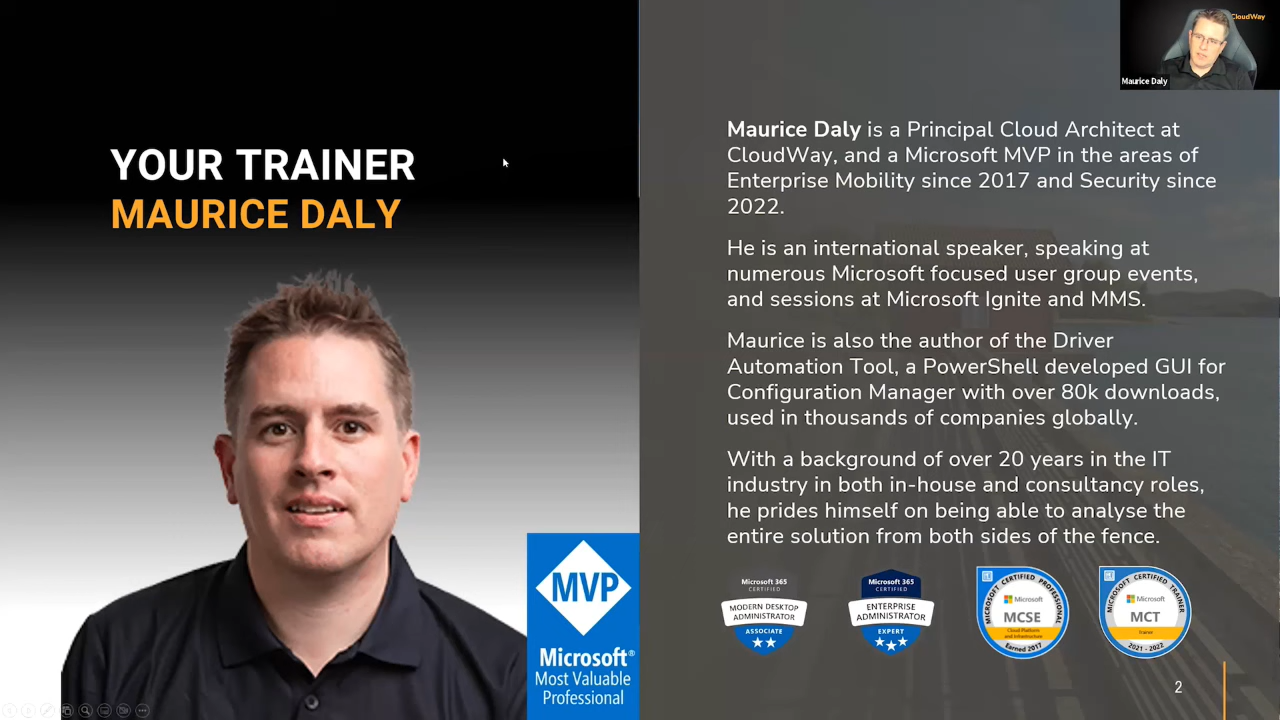 CloudWay
Maurice Daly
YOUR TRAINER
MAURICE DALY
MVP
Microsoft®
Most Valuable
Professional
Maurice Daly is a Principal Cloud Architect at
CloudWay, and a Microsoft MVP in the areas of
Enterprise Mobility since 2017 and Security since
2022.
He is an international speaker, speaking at
numerous Microsoft focused user group events,
and sessions at Microsoft Ignite and MMS.
Maurice is also the author of the Driver
Automation Tool, a PowerShell developed GUI for
Configuration Manager with over 80k downloads,
used in thousands of companies globally.
With a background of over 20 years in the IT
industry in both in-house and consultancy roles,
he prides himself on being able to analyse the
entire solution from both sides of the fence.
Microsoft 365
CERTIFIED
MODERN DESKTOP
ADMINISTRATOR
ASSOCIATE
Microsoft 365
CERTIFIED
ENTERPRISE
ADMINISTRATOR
EXPERT
MICROSOFT CERTIFIED PROFESSIONAL
Microsoft
MCSE
Cloud Platform
and Infrastructure
Earned 2017
MICROSOFT CERTIFIED TRAINER
Microsoft
MCT
Trainer
2021 - 2022
2